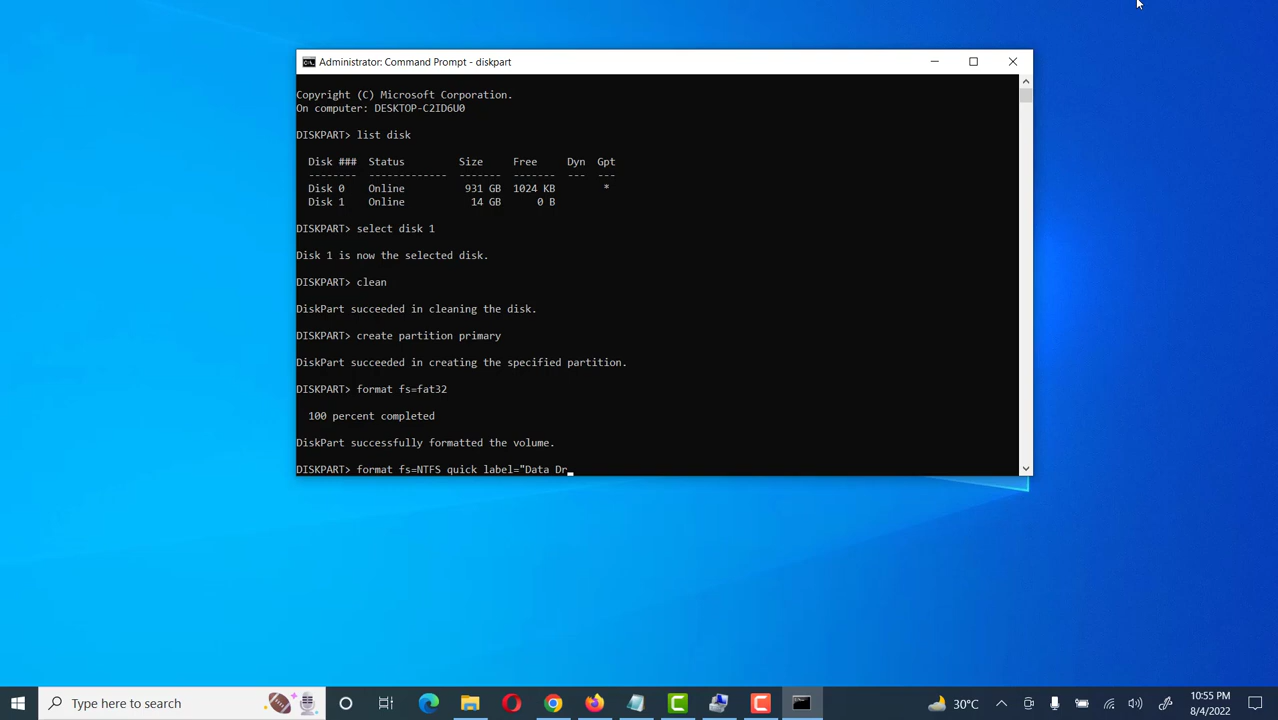 Administrator: Command Prompt - diskpart
Copyright (C) Microsoft Corporation.
On computer: DESKTOP-C2ID6U0
DISKPART> list disk
Disk ### Status Size Free Dyn Gpt
-------- ------------- ------- ------- --- ---
Disk 0 Online 931 GB 1024 KB *
Disk 1 Online 14 GB 0 B
DISKPART> select disk 1
Disk 1 is now the selected disk.
DISKPART> clean
DiskPart succeeded in cleaning the disk.
DISKPART> create partition primary
DiskPart succeeded in creating the specified partition.
DISKPART> format fs=fat32
100 percent completed
DiskPart successfully formatted the volume.
DISKPART> format fs=NTFS quick label="Data Dr_
Type here to search
30°C
10:55 PM
8/4/2022